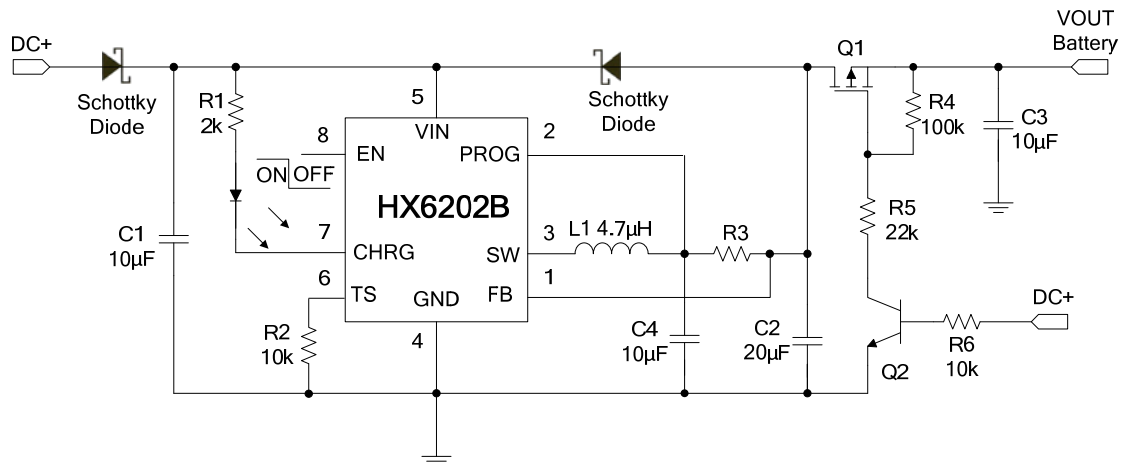 DC+
Schottky
Diode
R1
2k
5
VIN
8
EN
ON OFF
PROG
2
HX6202B
7
CHRG
6
TS
GND
4
SW
3
FB
1
L1 4.7µH
R3
Schottky
Diode
Q1
VOUT
Battery
R4
100k
C3
10µF
R5
22k
C1
10µF
R2
10k
C4
10µF
C2
20µF
Q2
R6
10k
DC+